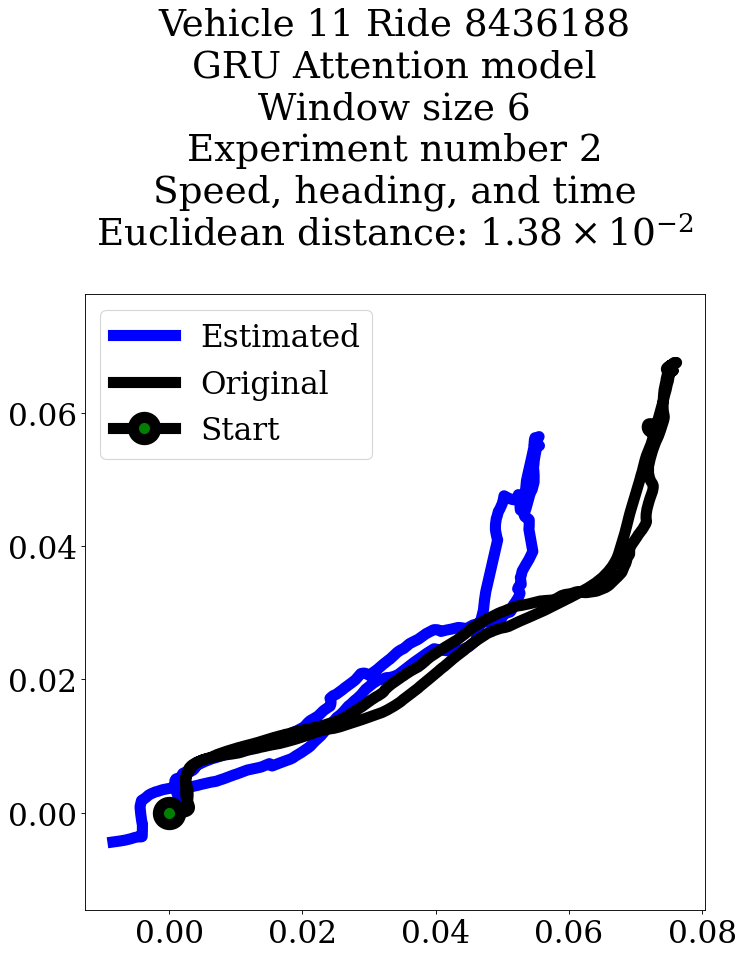 Vehicle 11 Ride 8436188
GRU Attention model
Window size 6
Experiment number 2
Speed, heading, and time
Euclidean distance: 1.38 × 10⁻²
Estimated
Original
Start
0.06
0.04
0.02
0.00
0.00 0.02 0.04 0.06 0.08